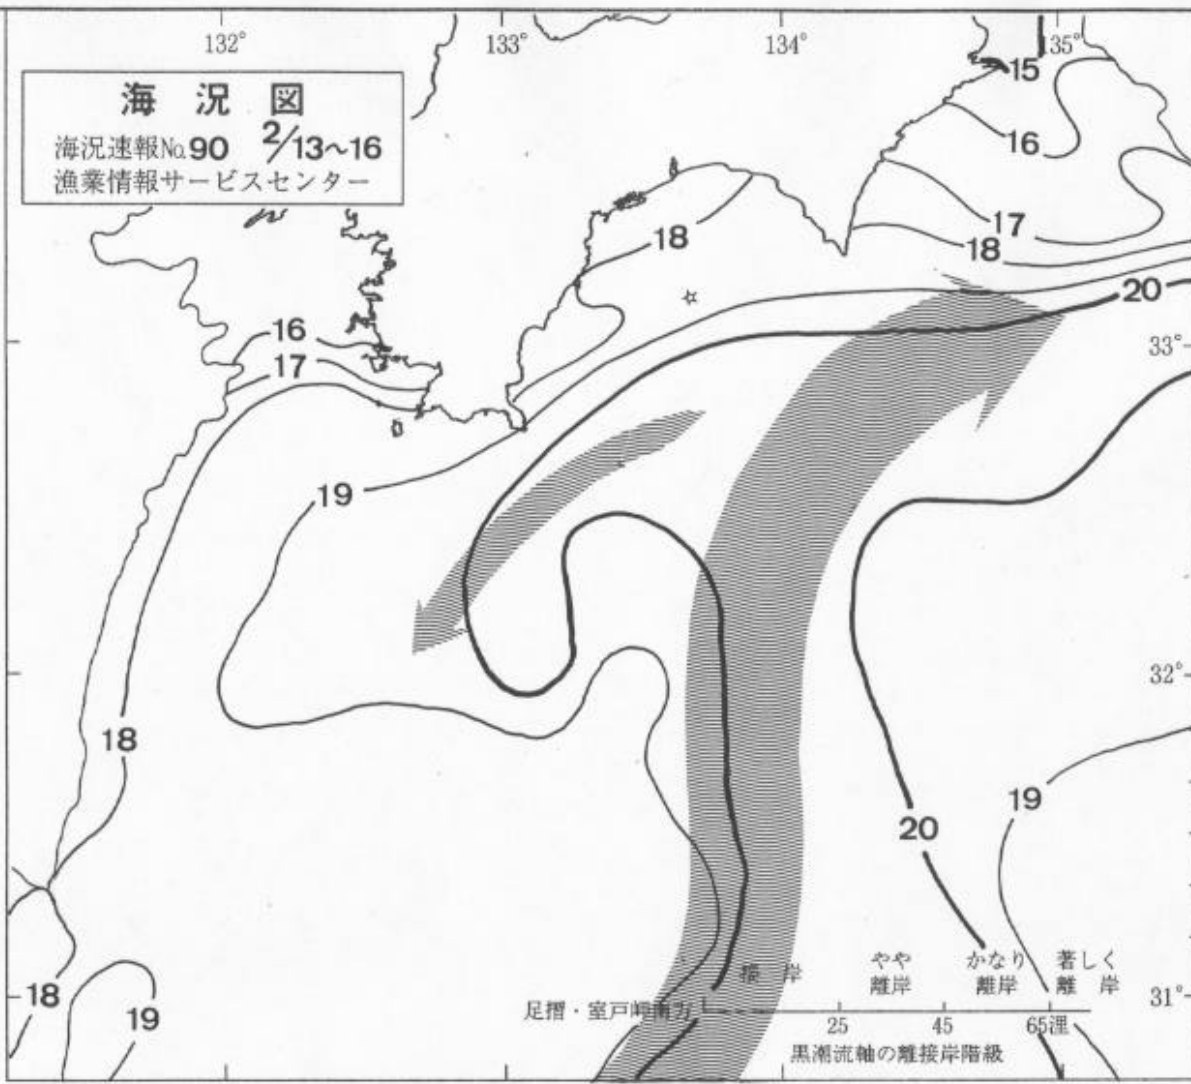 132°
133°
134°
135°
海況図
海況速報No.90 2/13~16
漁業情報サービスセンター
15
16
17
18
18
20
16
17
33°
19
32°
18
19
20
18
19
接岸
やや離岸
かなり離岸
著しく離岸
31°
足摺・室戸岬南方
25
45
65浬
黒潮流軸の離接岸階級